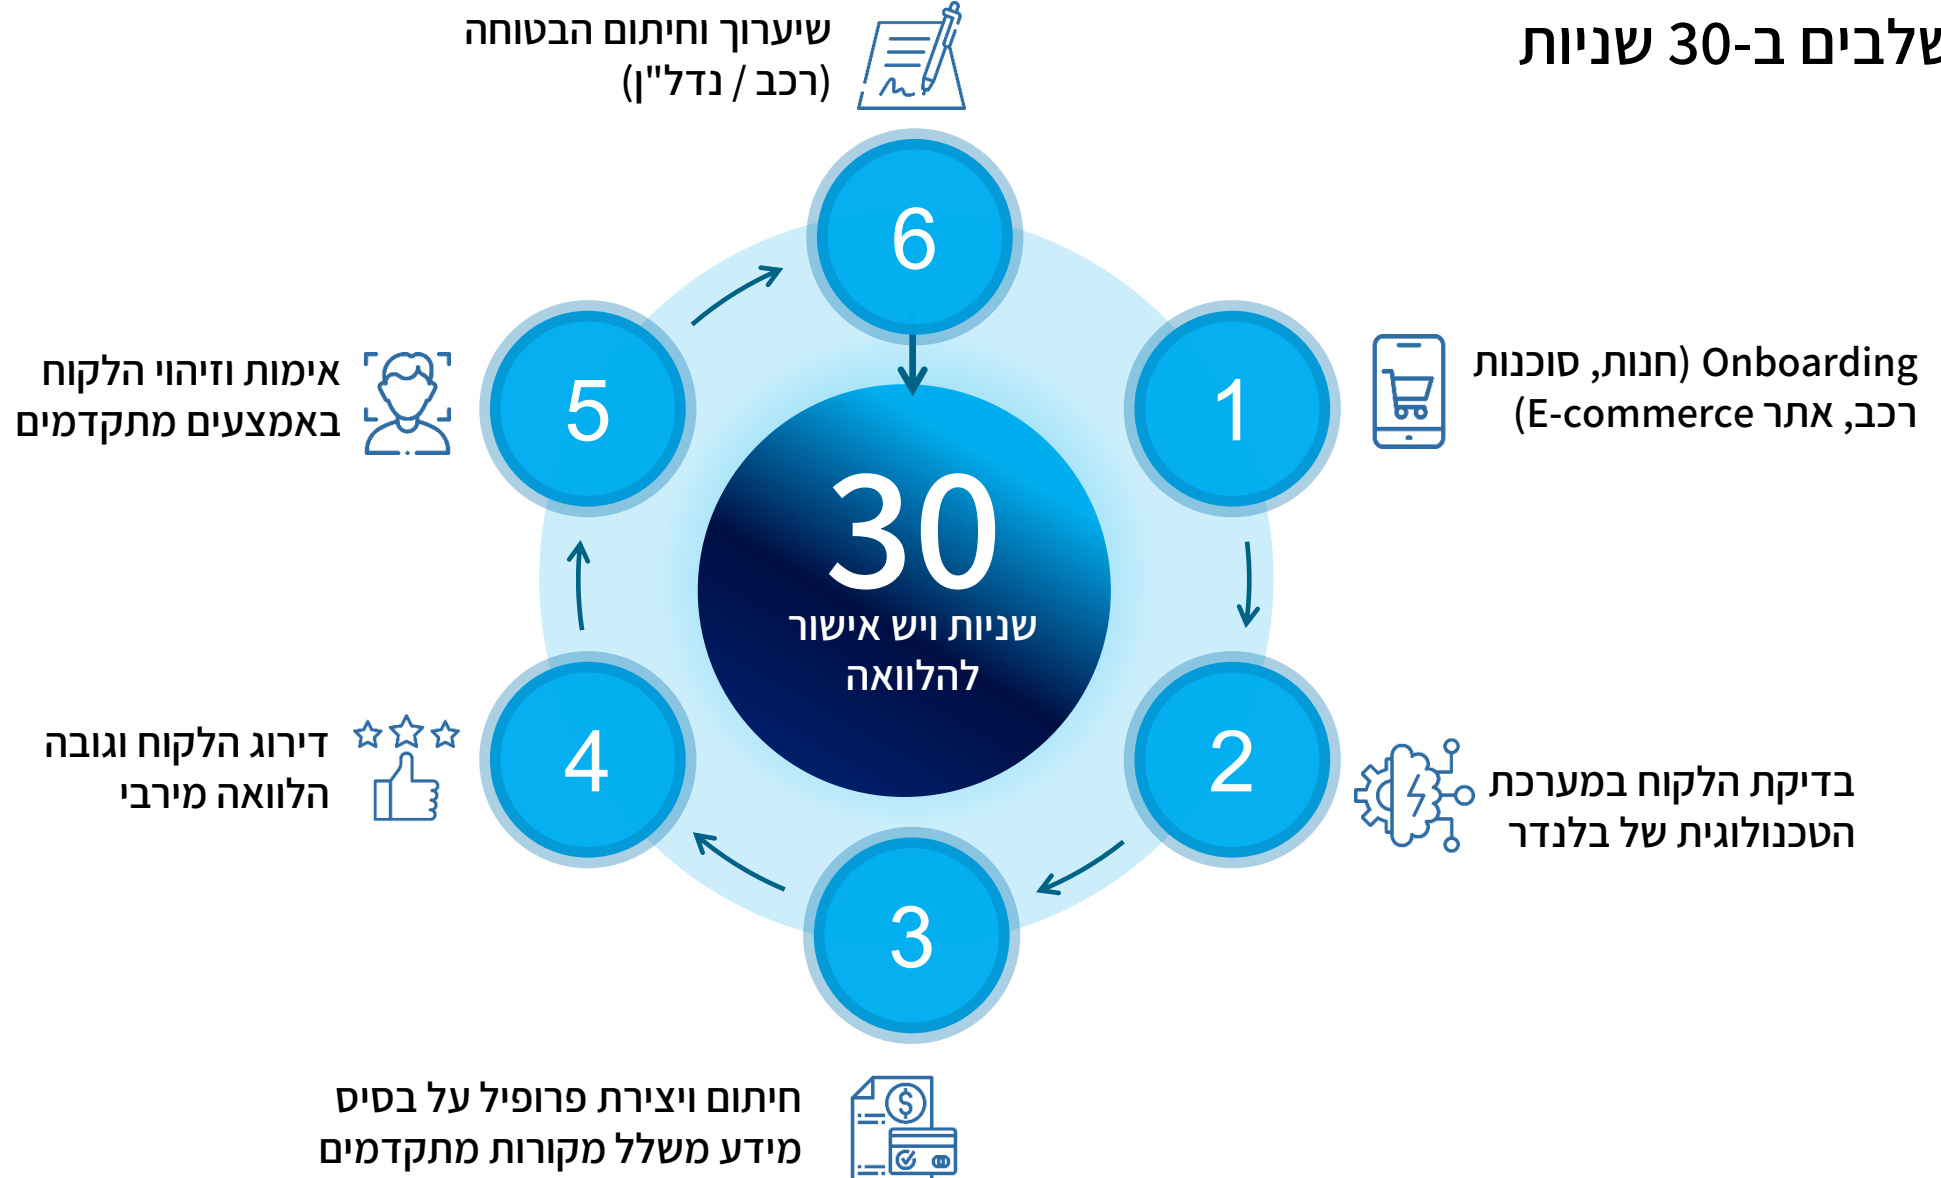 שלבים ב-30 שניות
שיערוך וחיתום הבטוחה
(רכב / נדל"ן)
6
1
Onboarding (חנות, סוכנות
רכב, אתר E-commerce)
2
בדיקת הלקוח במערכת
הטכנולוגית של בלנדר
3
חיתום ויצירת פרופיל על בסיס
מידע משלל מקורות מתקדמים
4
דירוג הלקוח וגובה
הלוואה מירבי
5
אימות וזיהוי הלקוח
באמצעים מתקדמים
30
שניות ויש אישור
להלוואה